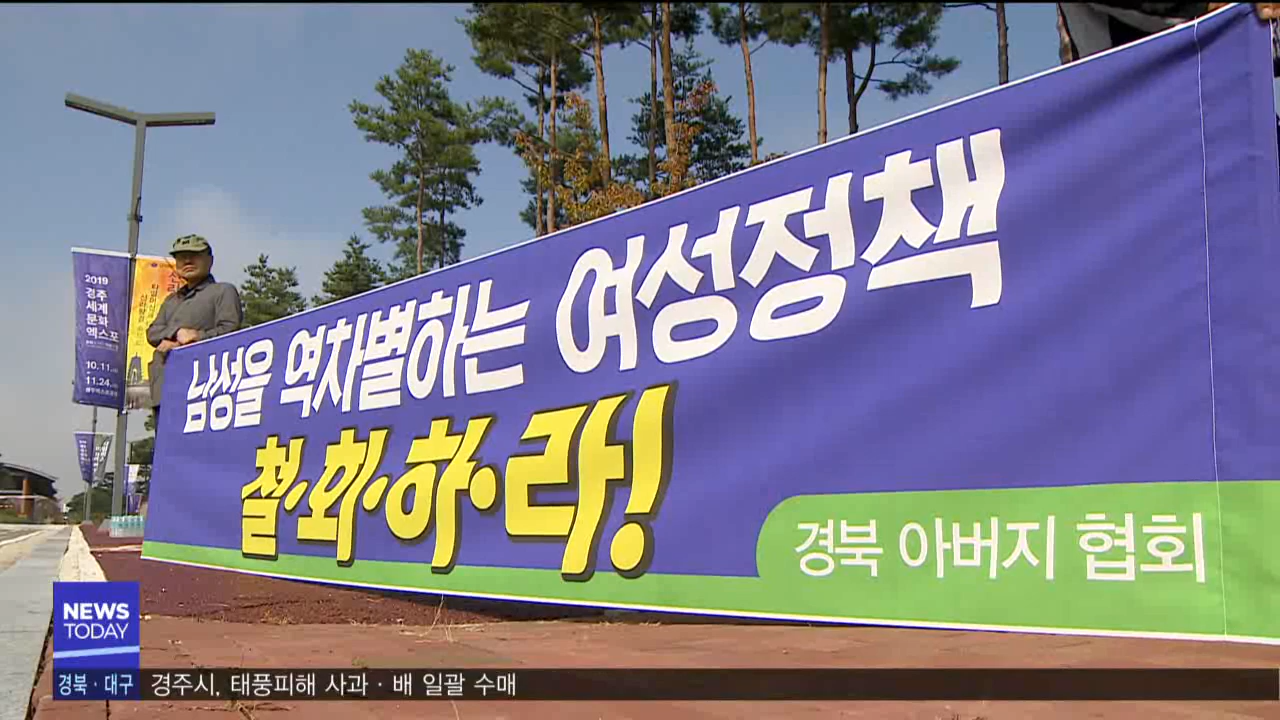 남성을 역차별하는 여성정책
철·회·하·라!
경북 아버지 협회
2019
경주
세계
문화
엑스포
10.11.
11.24.
NEWS
TODAY
경북·대구
경주시, 태풍피해 사과·배 일괄 수매